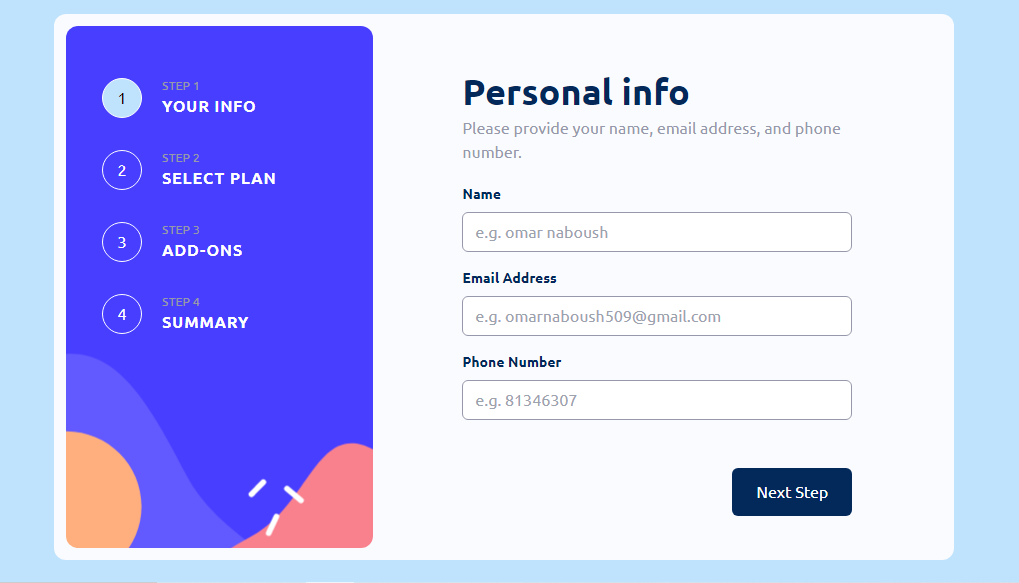 1
STEP 1
YOUR INFO
2
STEP 2
SELECT PLAN
3
STEP 3
ADD-ONS
4
STEP 4
SUMMARY
Personal info
Please provide your name, email address, and phone
number.
Name
e.g. omar naboush
Email Address
e.g. omarnaboush509@gmail.com
Phone Number
e.g. 81346307
Next Step